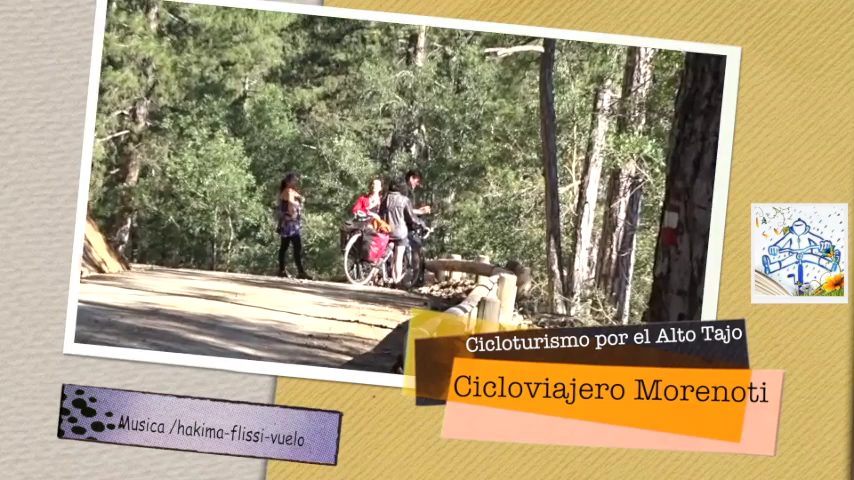 Cicloturismo por el Alto Tajo
Cicloviajero Morenoti
Musica /hakima-flissi-vuelo